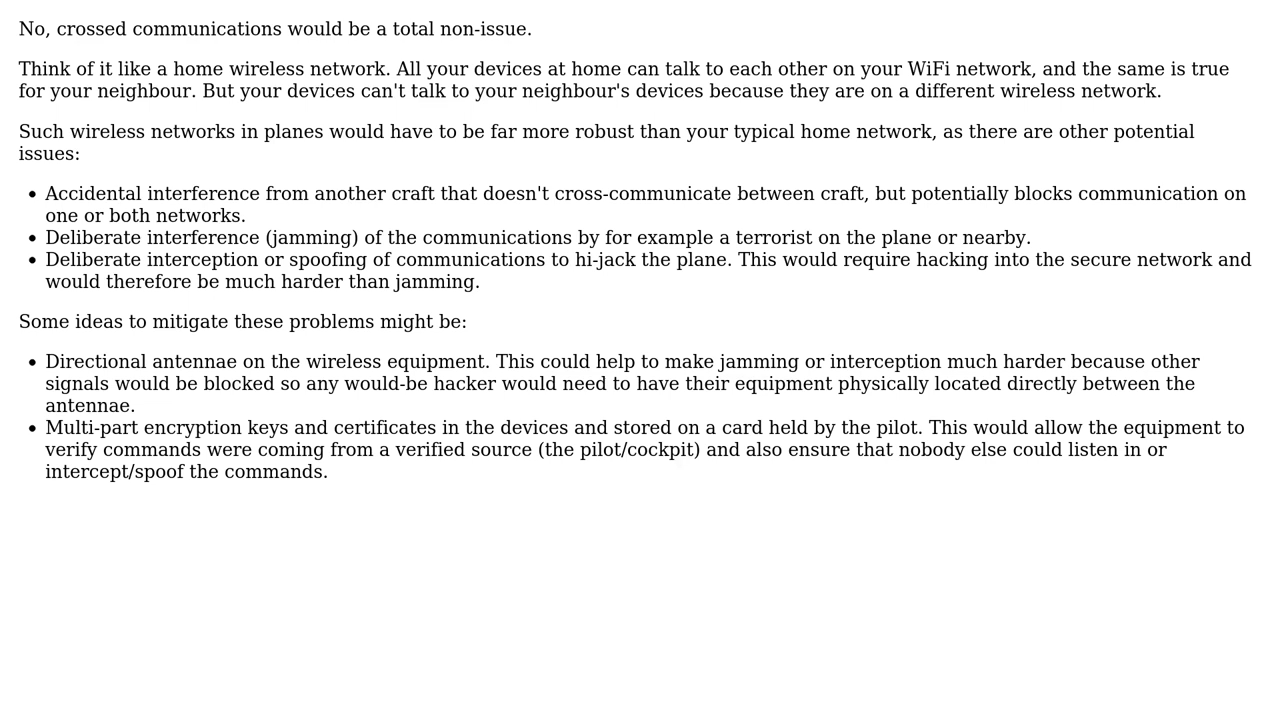 No, crossed communications would be a total non-issue.
Think of it like a home wireless network. All your devices at home can talk to each other on your WiFi network, and the same is true
for your neighbour. But your devices can't talk to your neighbour's devices because they are on a different wireless network.
Such wireless networks in planes would have to be far more robust than your typical home network, as there are other potential
issues:
• Accidental interference from another craft that doesn't cross-communicate between craft, but potentially blocks communication on
one or both networks.
• Deliberate interference (jamming) of the communications by for example a terrorist on the plane or nearby.
• Deliberate interception or spoofing of communications to hi-jack the plane. This would require hacking into the secure network and
would therefore be much harder than jamming.
Some ideas to mitigate these problems might be:
• Directional antennae on the wireless equipment. This could help to make jamming or interception much harder because other
signals would be blocked so any would-be hacker would need to have their equipment physically located directly between the
antennae.
• Multi-part encryption keys and certificates in the devices and stored on a card held by the pilot. This would allow the equipment to
verify commands were coming from a verified source (the pilot/cockpit) and also ensure that nobody else could listen in or
intercept/spoof the commands.